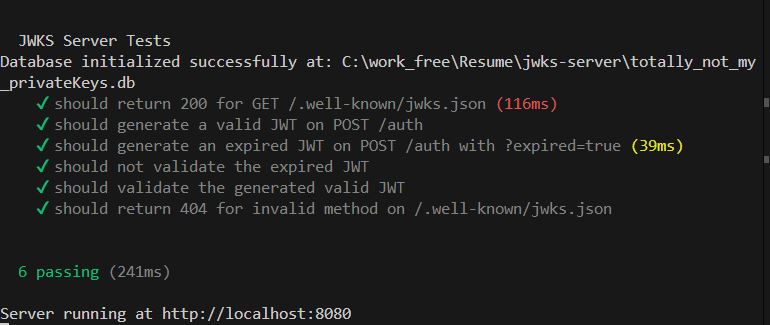 JWKS Server Tests
Database initialized successfully at: C:\work_free\Resume\jwks-server\totally_not_my
_privateKeys.db
✓ should return 200 for GET /.well-known/jwks.json (116ms)
✓ should generate a valid JWT on POST /auth
✓ should generate an expired JWT on POST /auth with ?expired=true (39ms)
✓ should not validate the expired JWT
✓ should validate the generated valid JWT
✓ should return 404 for invalid method on /.well-known/jwks.json
6 passing (241ms)
Server running at http://localhost:8080